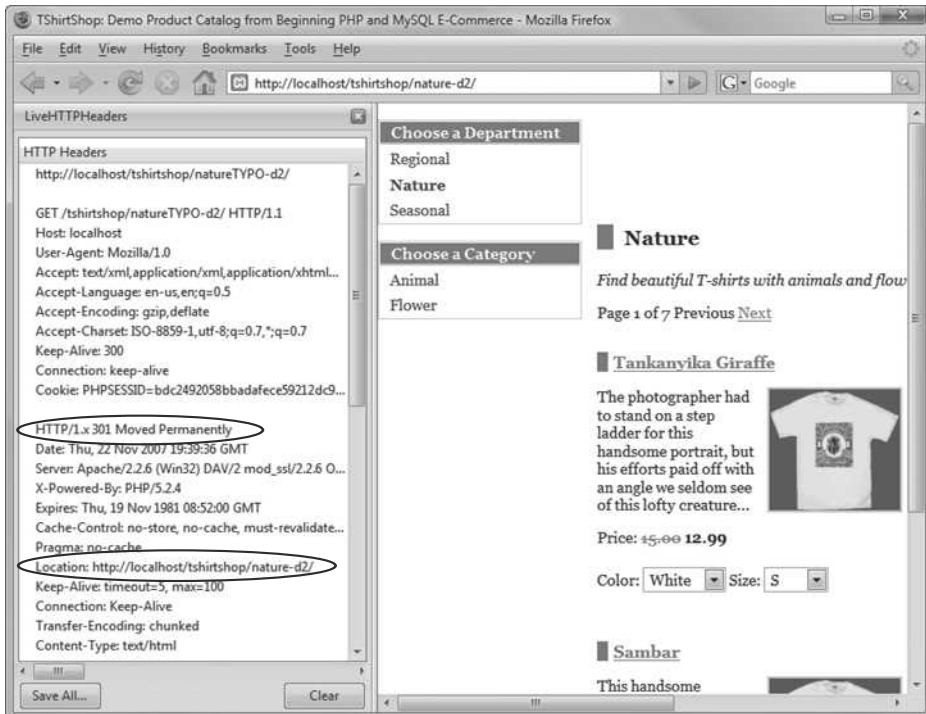 TShirtShop: Demo Product Catalog from Beginning PHP and MySQL E-Commerce - Mozilla Firefox
File Edit View History Bookmarks Tools Help
http://localhost/tshirtshop/nature-d2/
G Google
LiveHTTPHeaders
HTTP Headers
http://localhost/tshirtshop/natureTYPO-d2/
GET /tshirtshop/natureTYPO-d2/ HTTP/1.1
Host: localhost
User-Agent: Mozilla/1.0
Accept: text/xml,application/xml,application/xhtml...
Accept-Language: en-us,en;q=0.5
Accept-Encoding: gzip,deflate
Accept-Charset: ISO-8859-1,utf-8;q=0.7,*;q=0.7
Keep-Alive: 300
Connection: keep-alive
Cookie: PHPSESSID=bdc2492058bbadafece59212dc9...
HTTP/1.x 301 Moved Permanently
Date: Thu, 22 Nov 2007 19:39:36 GMT
Server: Apache/2.2.6 (Win32) DAV/2 mod_ssl/2.2.6 O...
X-Powered-By: PHP/5.2.4
Expires: Thu, 19 Nov 1981 08:52:00 GMT
Cache-Control: no-store, no-cache, must-revalidate...
Pragma: no-cache
Location: http://localhost/tshirtshop/nature-d2/
Keep-Alive: timeout=5, max=100
Connection: Keep-Alive
Transfer-Encoding: chunked
Content-Type: text/html
Save All...
Clear
Choose a Department
Regional
Nature
Seasonal
Choose a Category
Animal
Flower
Nature
Find beautiful T-shirts with animals and flow
Page 1 of 7 Previous Next
Tankanyika Giraffe
The photographer had
to stand on a step
ladder for this
handsome portrait, but
his efforts paid off with
an angle we seldom see
of this lofty creature...
Price: 15.00 12.99
Color: White Size: S
Sambar
This handsome